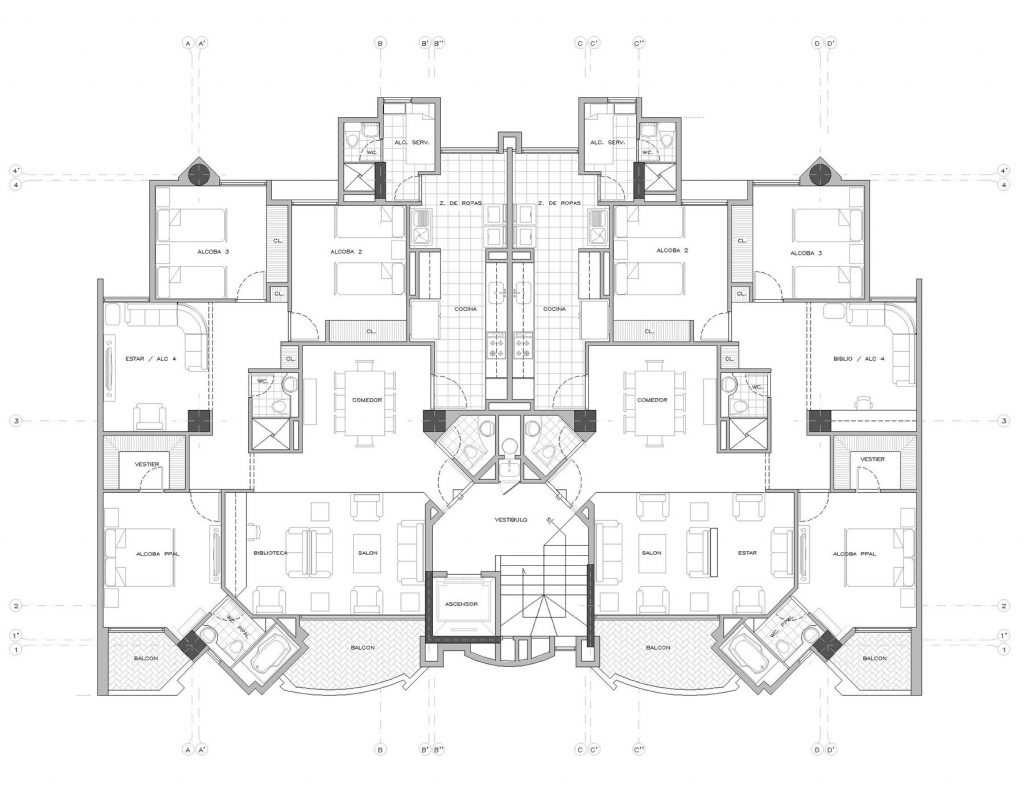 A A' B B' B'' C C' C'' D D'
ALC. SERV. ALC. SERV.
WC. WC.
4' 4'
4 4
Z. DE ROPAS Z. DE ROPAS
CL. CL.
ALCOBA 3 ALCOBA 2 ALCOBA 2 ALCOBA 3
CL. CL.
COCINA COCINA
CL. CL.
ESTAR / ALC 4 CL. CL. BIBLIO / ALC 4
WC. WC.
COMEDOR COMEDOR
3 3
VESTIER VESTIER
VESTIBULO
ALCOBA PPAL BIBLIOTECA SALON SALON ESTAR ALCOBA PPAL
ASCENSOR
2 2
WC. PPAL WC. PPAL
1' 1'
1 1
BALCON BALCON BALCON BALCON
A A' B B' B'' C C' C'' D D'